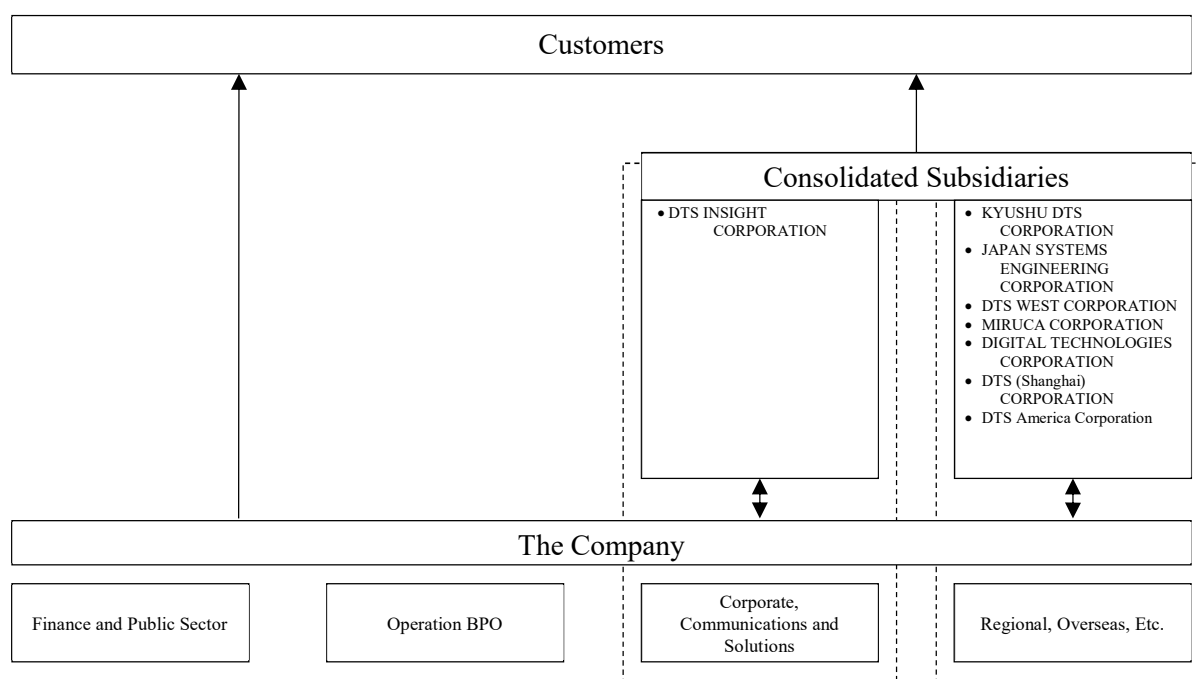 Customers
Consolidated Subsidiaries
• DTS INSIGHT
CORPORATION
• KYUSHU DTS
CORPORATION
• JAPAN SYSTEMS
ENGINEERING
CORPORATION
• DTS WEST CORPORATION
• MIRUCA CORPORATION
• DIGITAL TECHNOLOGIES
CORPORATION
• DTS (Shanghai)
CORPORATION
• DTS America Corporation
The Company
Finance and Public Sector
Operation BPO
Corporate,
Communications and
Solutions
Regional, Overseas, Etc.